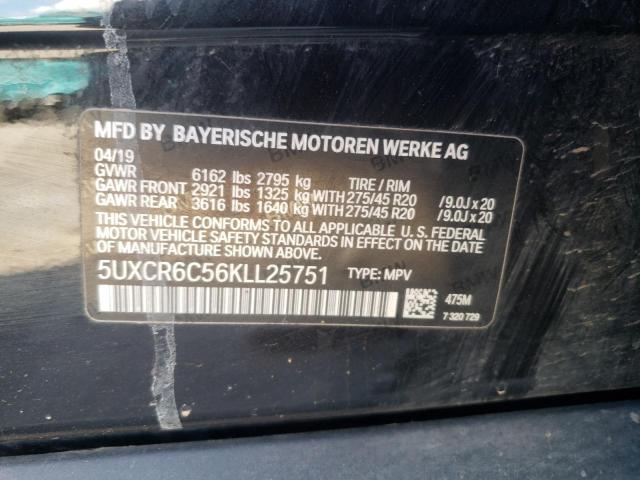 MFD BY BAYERISCHE MOTOREN WERKE AG
04/19
GVWR 6162 lbs 2795 kg TIRE / RIM
GAWR FRONT 2921 lbs 1325 kg WITH 275/45 R20 /9.0J x 20
GAWR REAR 3616 lbs 1640 kg WITH 275/45 R20 /9.0J x 20
THIS VEHICLE CONFORMS TO ALL APPLICABLE U. S. FEDERAL
MOTOR VEHICLE SAFETY STANDARDS IN EFFECT ON THE DATE OF
MANUFACTURE SHOWN ABOVE.
5UXCR6C56KLL25751 TYPE: MPV
475M
7 320 729